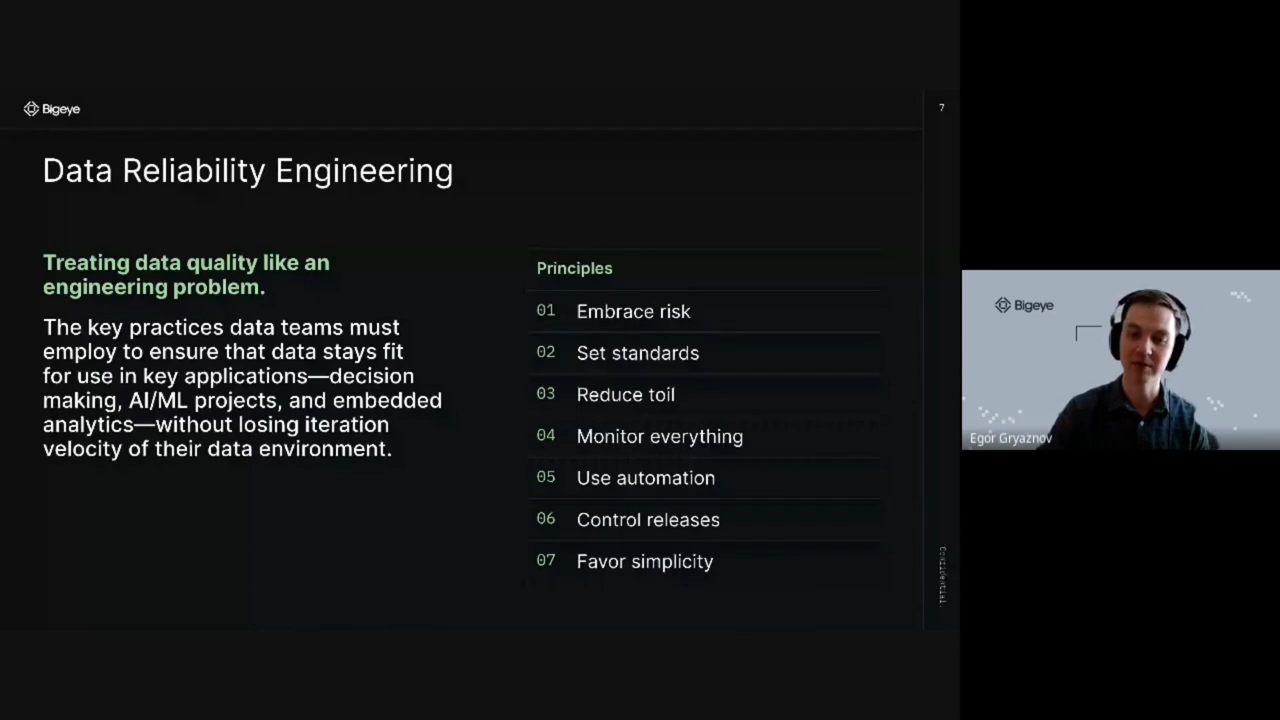 Bigeye
7
Data Reliability Engineering
Treating data quality like an
engineering problem.
The key practices data teams must
employ to ensure that data stays fit
for use in key applications—decision
making, AI/ML projects, and embedded
analytics—without losing iteration
velocity of their data environment.
Principles
01 Embrace risk
02 Set standards
03 Reduce toil
04 Monitor everything
05 Use automation
06 Control releases
07 Favor simplicity
Confidential.
Bigeye
Egor Gryaznov